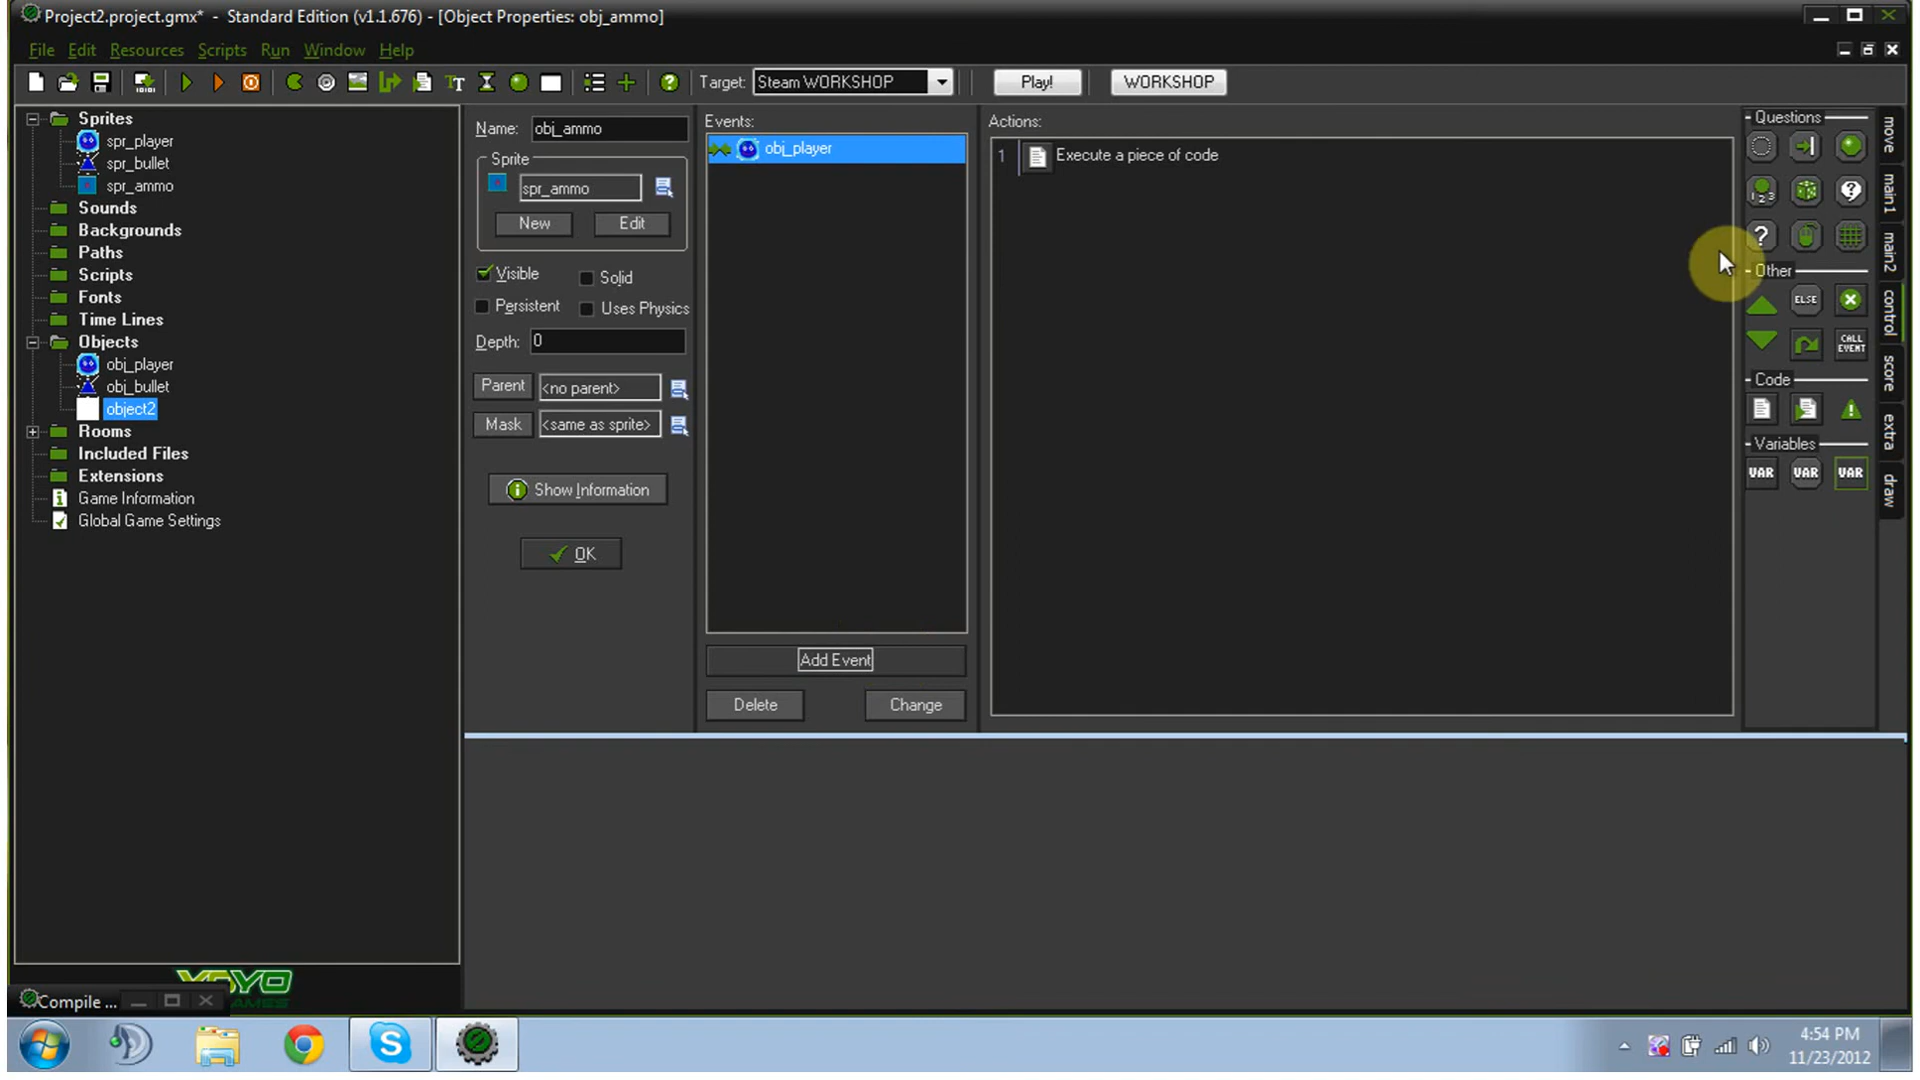 Project2.project.gmx* - Standard Edition (v1.1.676) - [Object Properties: obj_ammo]
File Edit Resources Scripts Run Window Help
Target: Steam WORKSHOP Play! WORKSHOP
Sprites
spr_player
spr_bullet
spr_ammo
Sounds
Backgrounds
Paths
Scripts
Fonts
Time Lines
Objects
obj_player
obj_bullet
object2
Rooms
Included Files
Extensions
Game Information
Global Game Settings
Name: obj_ammo
Sprite
spr_ammo
New Edit
Visible Solid
Persistent Uses Physics
Depth: 0
Parent <no parent>
Mask <same as sprite>
Show Information
OK
Events:
obj_player
Add Event
Delete Change
Actions:
1 Execute a piece of code
Questions
1 2 3
?
Other
ELSE
CALL EVENT
Code
Variables
VAR VAR VAR
move
main1
main2
control
score
extra
draw
YOYO
GAMES
Compile ...
4:54 PM
11/23/2012